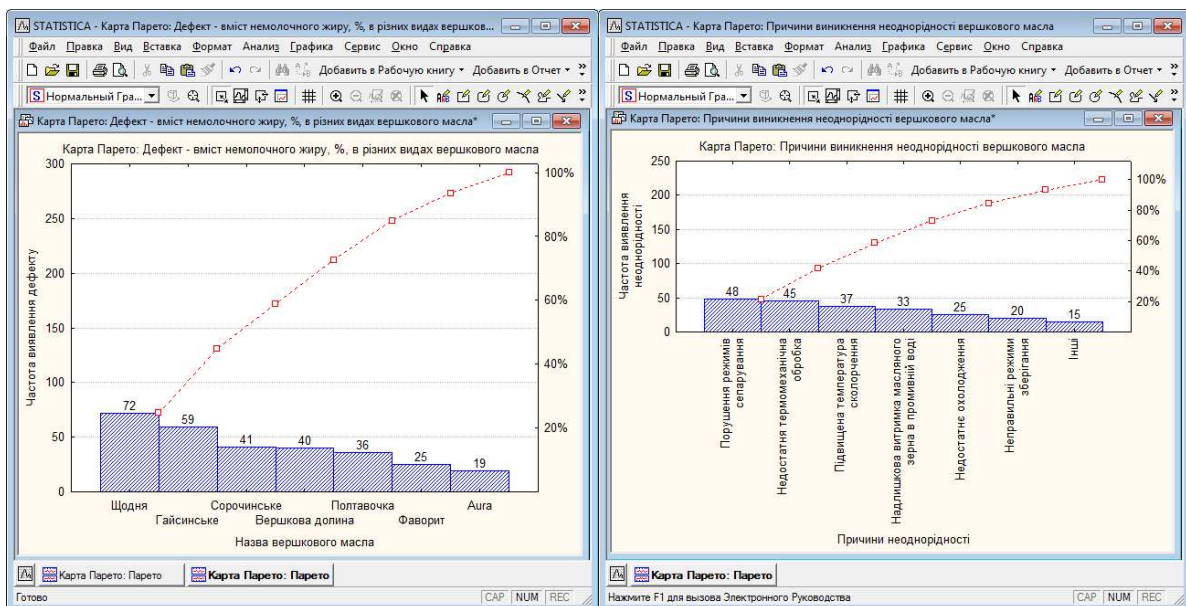 STATISTICA - Карта Парето: Дефект - вміст немолочного жиру, %, в різних видах вершков...
Файл Правка Вид Вставка Формат Анализ Графика Сервис Окно Справка
Добавить в Рабочую книгу Добавить в Отчет
Нормальный Гра...
Карта Парето: Дефект - вміст немолочного жиру, %, в різних видах вершкового масла*
Карта Парето: Дефект - вміст немолочного жиру, %, в різних видах вершкового масла
Частота виявлення дефекту
300
250
200
150
100
50
0
100%
80%
60%
40%
20%
72
59
41
40
36
25
19
Щодня
Гайсинське
Сорочинське
Вершкова долина
Полтавочка
Фаворит
Aura
Назва вершкового масла
Карта Парето: Парето
Карта Парето: Парето
Готово
CAP NUM REC
STATISTICA - Карта Парето: Причини виникнення неоднорідності вершкового масла
Файл Правка Вид Вставка Формат Анализ Графика Сервис Окно Справка
Добавить в Рабочую книгу Добавить в Отчет
Нормальный Гра...
Карта Парето: Причини виникнення неоднорідності вершкового масла*
Карта Парето: Причини виникнення неоднорідності вершкового масла
Частота виявлення
неоднорідності
250
200
150
100
50
0
100%
80%
60%
40%
20%
48
45
37
33
25
20
15
Порушення режимів
сепарування
Недостатня термомеханічна
обробка
Підвищена температура
сколорчення
Надлишкова витримка масляного
зерна в промивній воді
Недостатнє охолодження
Неправильні режими
зберігання
Інші
Причини неоднорідності
Карта Парето: Парето
Нажмите F1 для вызова Электронного Руководства
CAP NUM REC